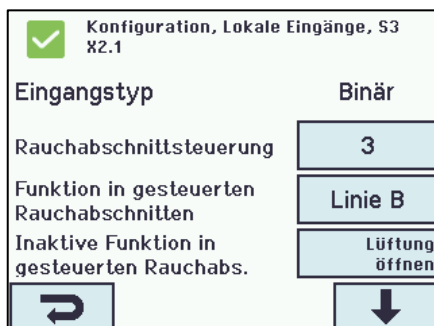 Konfiguration, Lokale Eingänge, S3
X2.1
Eingangstyp Binär
Rauchabschnittsteuerung 3
Funktion in gesteuerten
Rauchabschnitten Linie B
Inaktive Funktion in
gesteuerten Rauchabs. Lüftung
öffnen